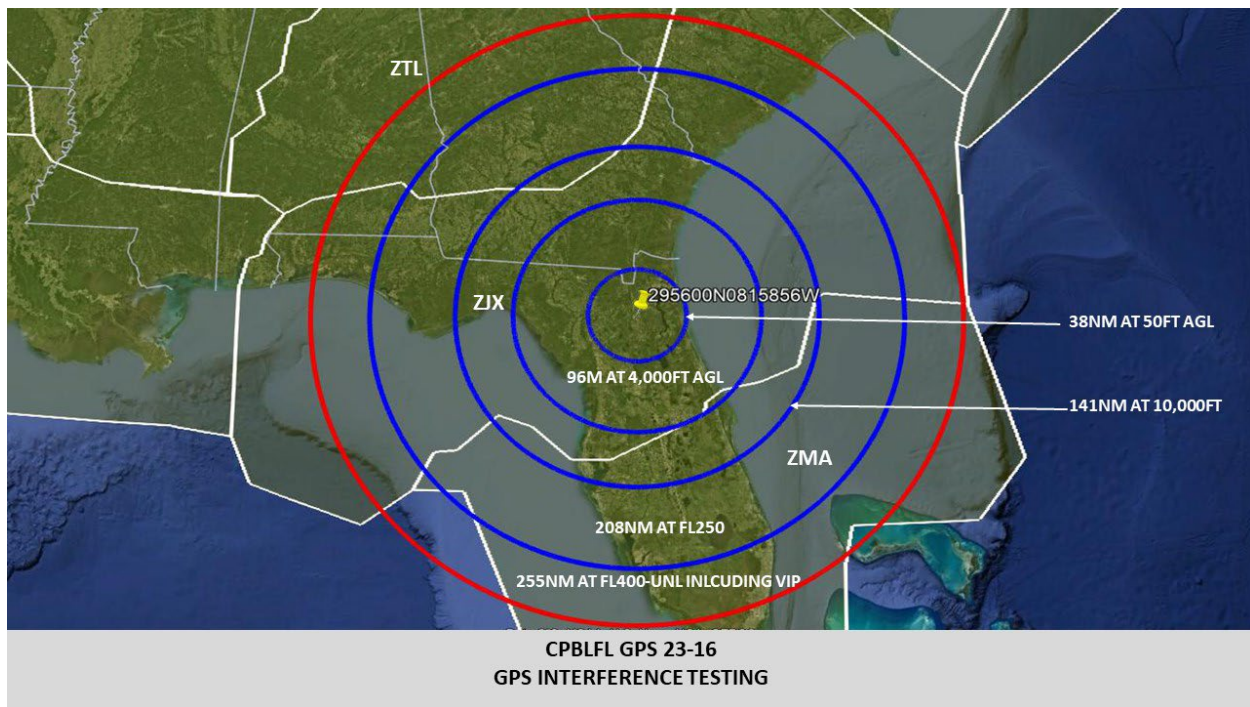 ZTL
ZJX
295600N0815856W
38NM AT 50FT AGL
96M AT 4,000FT AGL
141NM AT 10,000FT
ZMA
208NM AT FL250
255NM AT FL400-UNL INLCUDING VIP
CPBLFL GPS 23-16
GPS INTERFERENCE TESTING